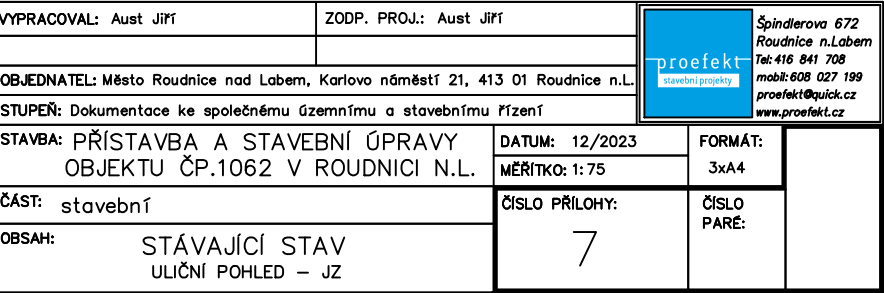 VYPRACOVAL: Aust Jiří
ZODP. PROJ.: Aust Jiří
proefekt
stavební projekty
Špindlerova 672
Roudnice n.Labem
Tel: 416 841 708
mobil: 608 027 199
proefekt@quick.cz
www.proefekt.cz
OBJEDNATEL: Město Roudnice nad Labem, Karlovo náměstí 21, 413 01 Roudnice n.L.
STUPEŇ: Dokumentace ke společnému územnímu a stavebnímu řízení
STAVBA: PŘÍSTAVBA A STAVEBNÍ ÚPRAVY
OBJEKTU ČP.1062 V ROUDNICI N.L.
DATUM: 12/2023
MĚŘÍTKO: 1:75
FORMÁT:
3xA4
ČÁST: stavební
ČÍSLO PŘÍLOHY:
7
ČÍSLO
PARÉ:
OBSAH:
STÁVAJÍCÍ STAV
ULIČNÍ POHLED – JZ